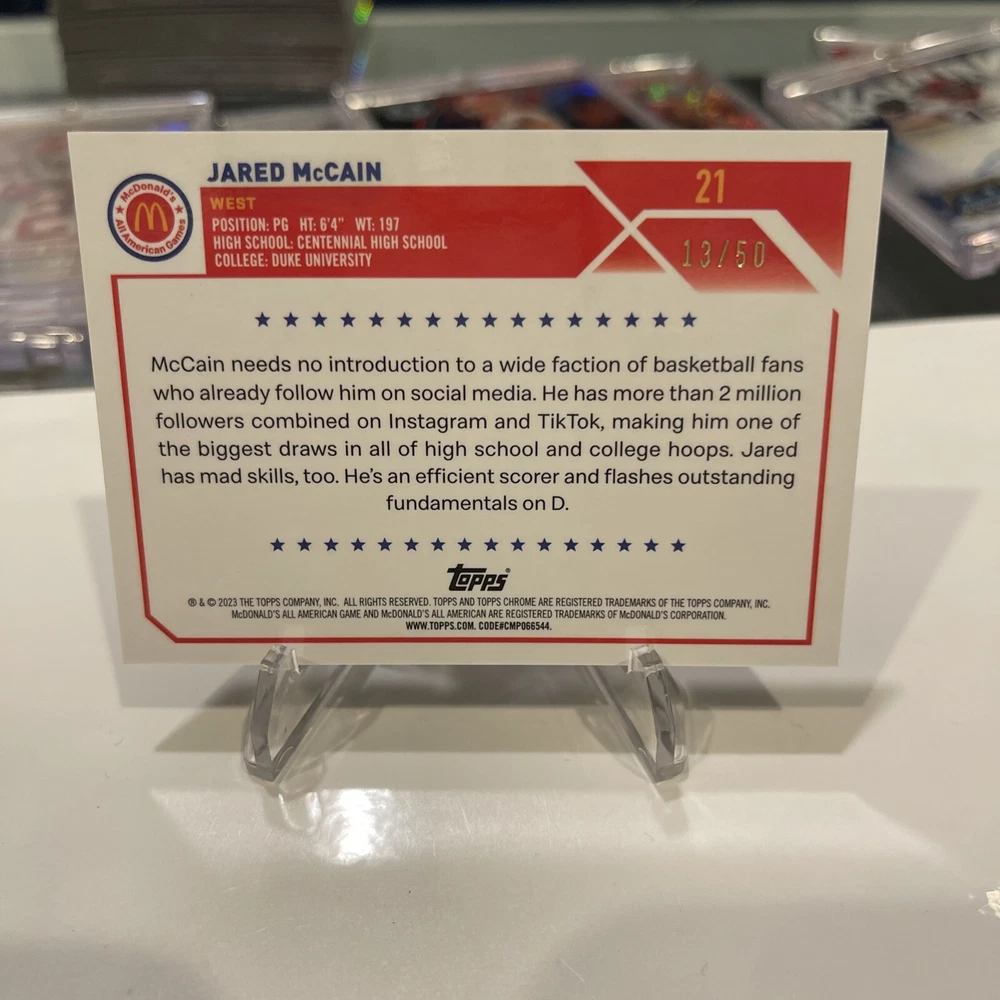 McDonald's
All American Games
JARED McCAIN
WEST
POSITION: PG HT: 6'4" WT: 197
HIGH SCHOOL: CENTENNIAL HIGH SCHOOL
COLLEGE: DUKE UNIVERSITY
21
13/50
McCain needs no introduction to a wide faction of basketball fans
who already follow him on social media. He has more than 2 million
followers combined on Instagram and TikTok, making him one of
the biggest draws in all of high school and college hoops. Jared
has mad skills, too. He's an efficient scorer and flashes outstanding
fundamentals on D.
Topps®
® & © 2023 THE TOPPS COMPANY, INC. ALL RIGHTS RESERVED. TOPPS AND TOPPS CHROME ARE REGISTERED TRADEMARKS OF THE TOPPS COMPANY, INC.
McDONALD'S ALL AMERICAN GAME AND McDONALD'S ALL AMERICAN ARE REGISTERED TRADEMARKS OF McDONALD'S CORPORATION.
WWW.TOPPS.COM. CODE#CMP066544.